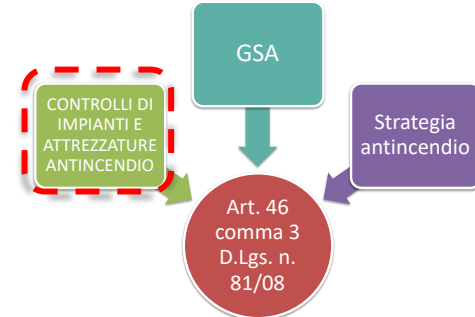 GSA
CONTROLLI DI
IMPIANTI E
ATTREZZATURE
ANTINCENDIO
Strategia
antincendio
Art. 46
comma 3
D.Lgs. n.
81/08